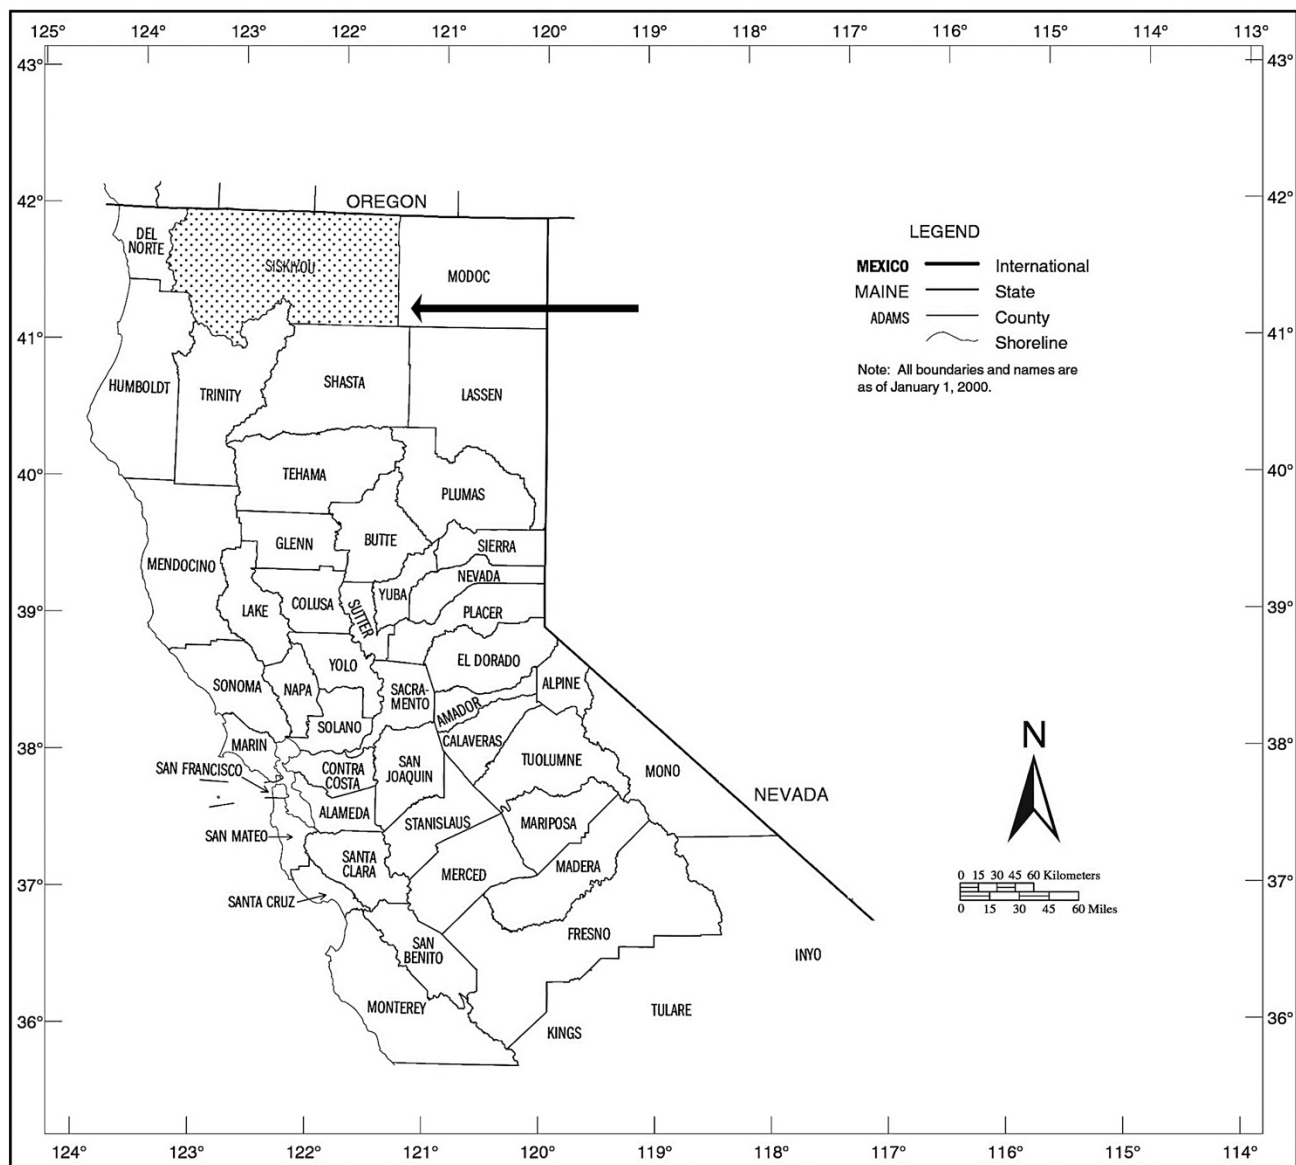 125° 124° 123° 122° 121° 120° 119° 118° 117° 116° 115° 114° 113°
43° 43°
42° 42°
OREGON
DEL
NORTE
SISKIYOU
MODOC
LEGEND
MEXICO International
MAINE State
ADAMS County
Shoreline
Note: All boundaries and names are
as of January 1, 2000.
41° 41°
HUMBOLDT
TRINITY
SHASTA
LASSEN
40° 40°
TEHAMA
PLUMAS
GLENN
BUTTE
SIERRA
MENDOCINO
NEVADA
LAKE
COLUSA
SUTTER
YUBA
PLACER
39° 39°
YOLO
EL DORADO
SONOMA
NAPA
SACRA-
MENTO
ALPINE
SOLANO
AMADOR
MARIN
CALAVERAS
38° 38°
N
SAN FRANCISCO
CONTRA
COSTA
SAN
JOAQUIN
TUOLUMNE
MONO
NEVADA
ALAMEDA
STANISLAUS
MARIPOSA
SAN MATEO
SANTA
CLARA
MERCED
MADERA
37° 37°
0 15 30 45 60 Kilometers
0 15 30 45 60 Miles
SANTA CRUZ
FRESNO
SAN
BENITO
INYO
MONTEREY
TULARE
KINGS
36° 36°
124° 123° 122° 121° 120° 119° 118° 117° 116° 115° 114°